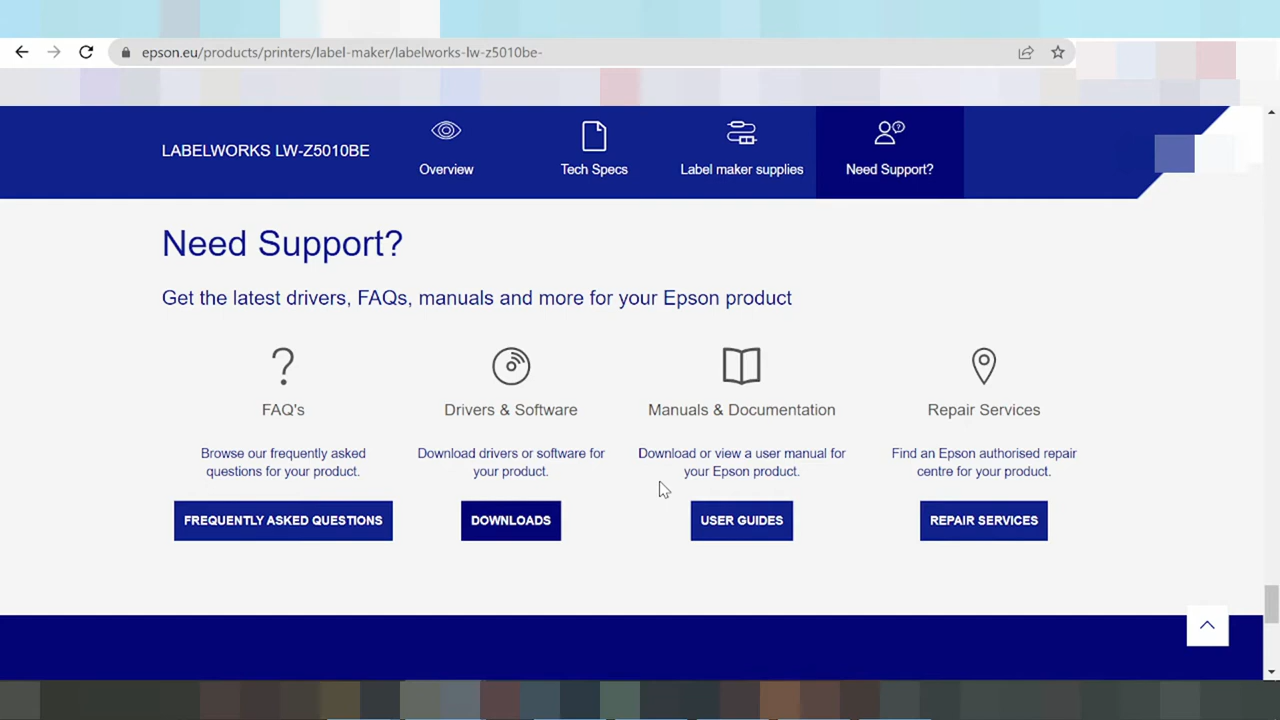 epson.eu/products/printers/label-maker/labelworks-lw-z5010be-
LABELWORKS LW-Z5010BE
Overview
Tech Specs
Label maker supplies
Need Support?
Need Support?
Get the latest drivers, FAQs, manuals and more for your Epson product
FAQ's
Drivers & Software
Manuals & Documentation
Repair Services
Browse our frequently asked
questions for your product.
Download drivers or software for
your product.
Download or view a user manual for
your Epson product.
Find an Epson authorised repair
centre for your product.
FREQUENTLY ASKED QUESTIONS
DOWNLOADS
USER GUIDES
REPAIR SERVICES